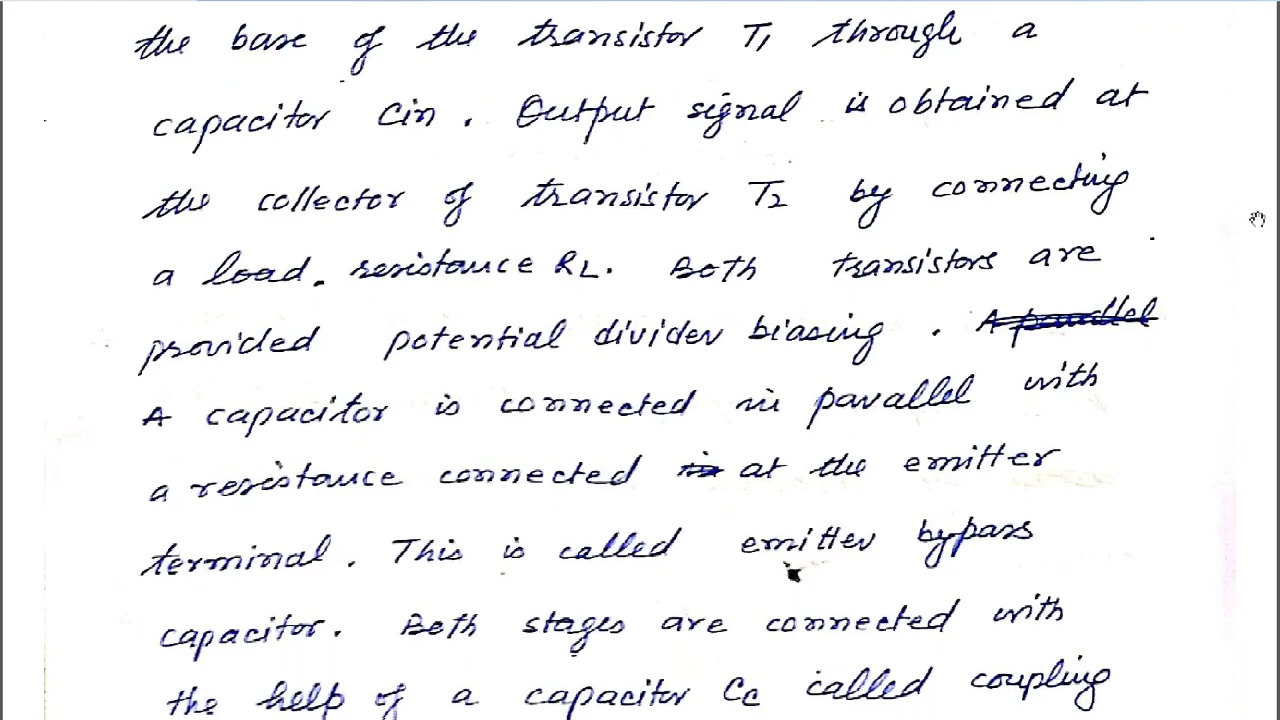 the base of the transistor T1 through a
capacitor Cin. Output signal is obtained at
the collector of transistor T2 by connecting
a load. resistance RL. Both transistors are
provided potential divider biasing. A parallel
A capacitor is connected in parallel with
a resistance connected in at the emitter
terminal. This is called emitter bypass
capacitor. Both stages are connected with
the help of a capacitor Cc called coupling